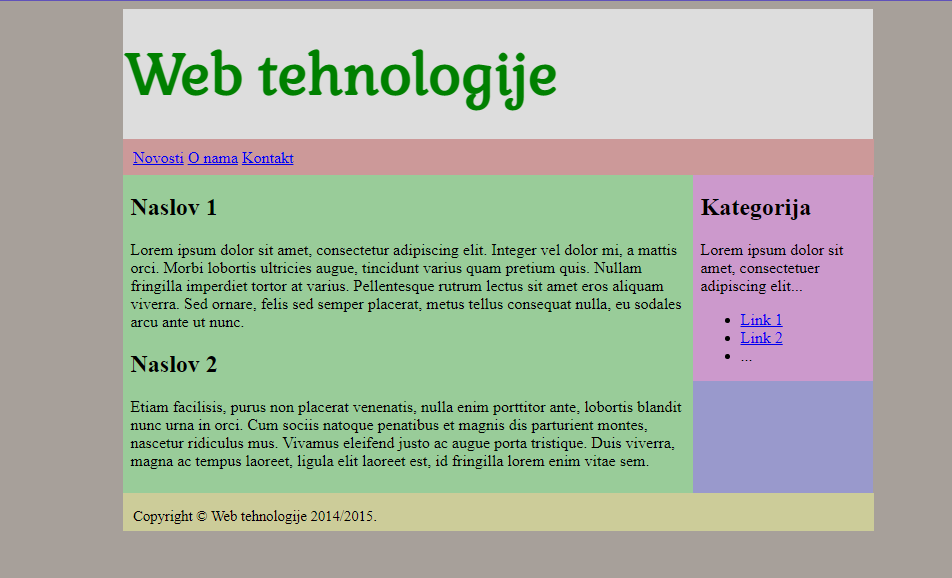 Web tehnologije
Novosti O nama Kontakt
Naslov 1
Lorem ipsum dolor sit amet, consectetur adipiscing elit. Integer vel dolor mi, a mattis
orci. Morbi lobortis ultricies augue, tincidunt varius quam pretium quis. Nullam
fringilla imperdiet tortor at varius. Pellentesque rutrum lectus sit amet eros aliquam
viverra. Sed ornare, felis sed semper placerat, metus tellus consequat nulla, eu sodales
arcu ante ut nunc.
Naslov 2
Etiam facilisis, purus non placerat venenatis, nulla enim porttitor ante, lobortis blandit
nunc urna in orci. Cum sociis natoque penatibus et magnis dis parturient montes,
nascetur ridiculus mus. Vivamus eleifend justo ac augue porta tristique. Duis viverra,
magna ac tempus laoreet, ligula elit laoreet est, id fringilla lorem enim vitae sem.
Kategorija
Lorem ipsum dolor sit
amet, consectetuer
adipiscing elit...
• Link 1
• Link 2
• ...
Copyright © Web tehnologije 2014/2015.